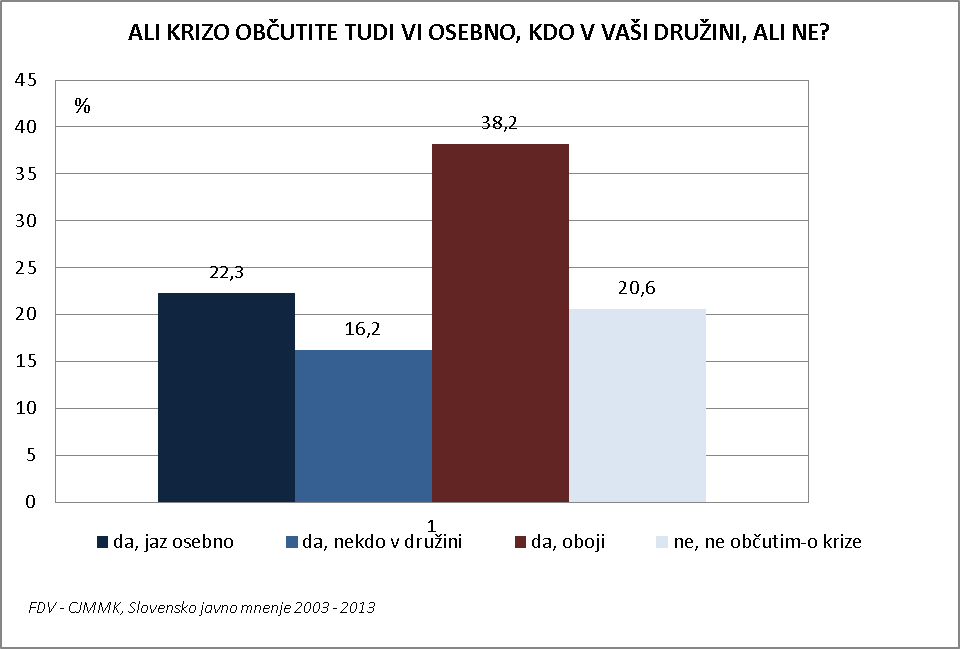 ALI KRIZO OBČUTITE TUDI VI OSEBNO, KDO V VAŠI DRUŽINI, ALI NE?
45
%
40
38,2
35
30
25
22,3
20,6
20
16,2
15
10
5
0
1
da, jaz osebno
da, nekdo v družini
da, oboji
ne, ne občutim-o krize
FDV - CJMMK, Slovensko javno mnenje 2003 - 2013